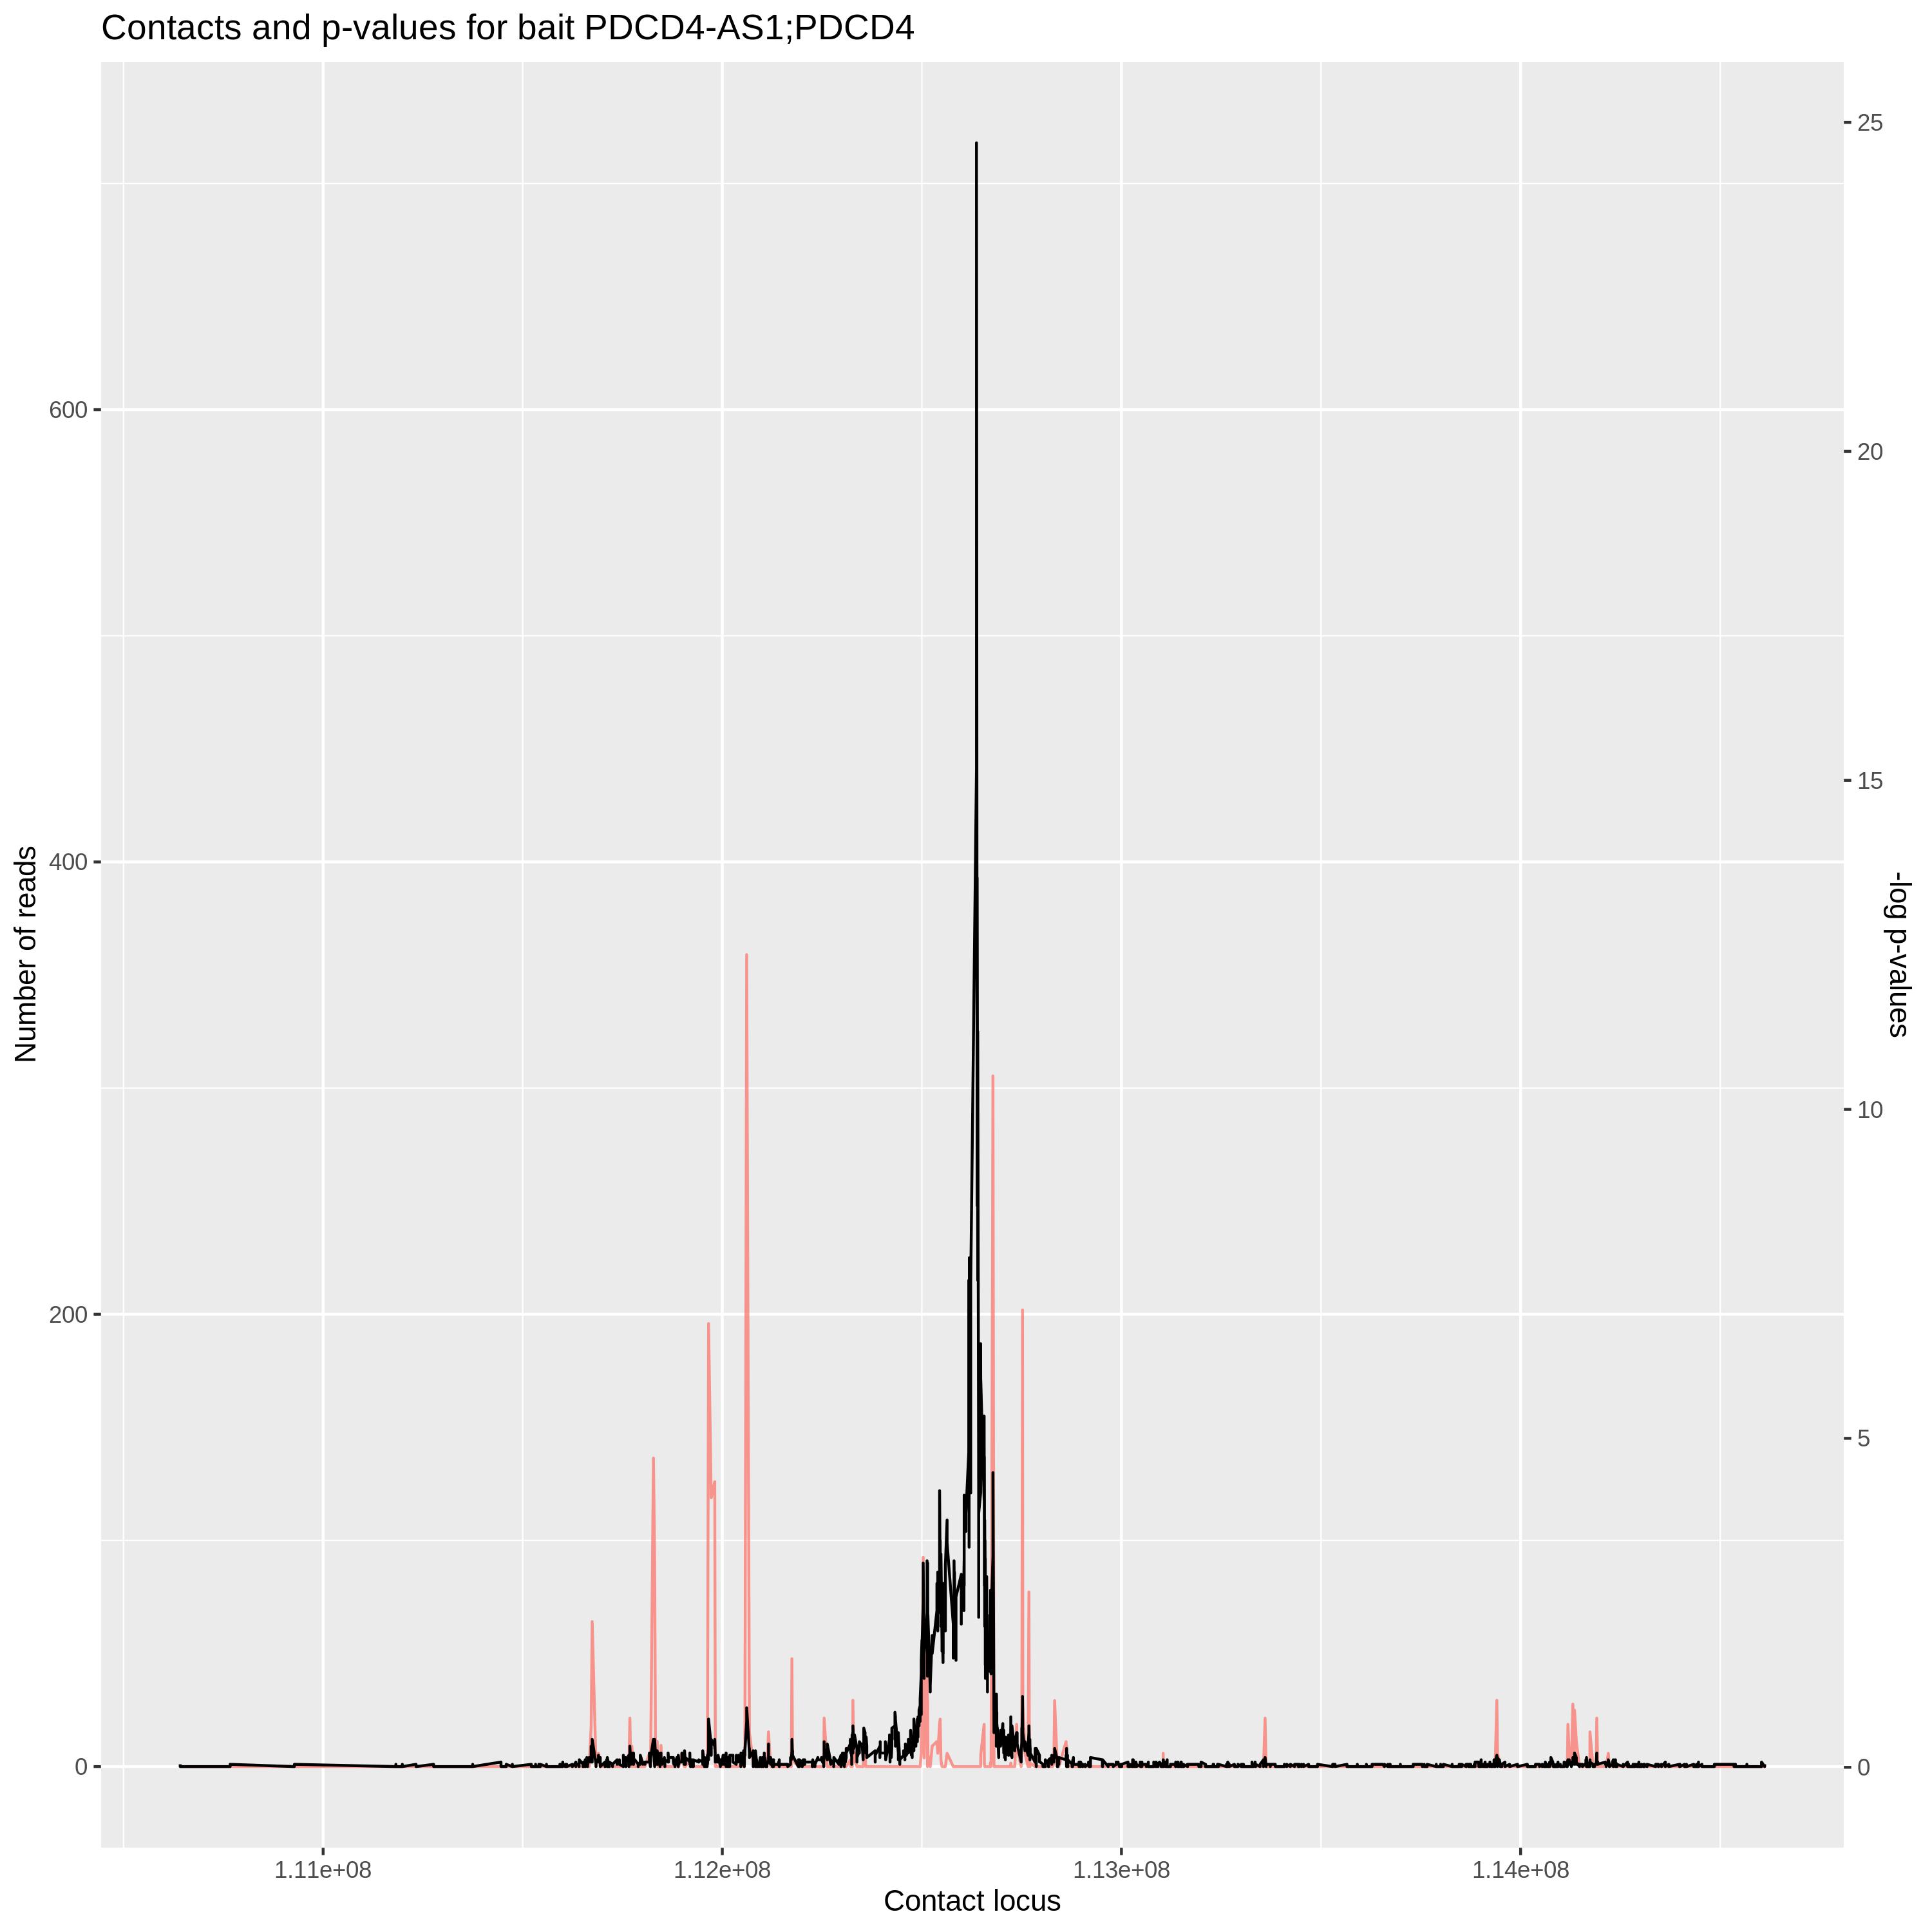 Contacts and p-values for bait PDCD4-AS1;PDCD4
25
600
20
15
400
Number of reads
-log p-values
10
200
5
0
0
1.11e+08
1.12e+08
1.13e+08
1.14e+08
Contact locus